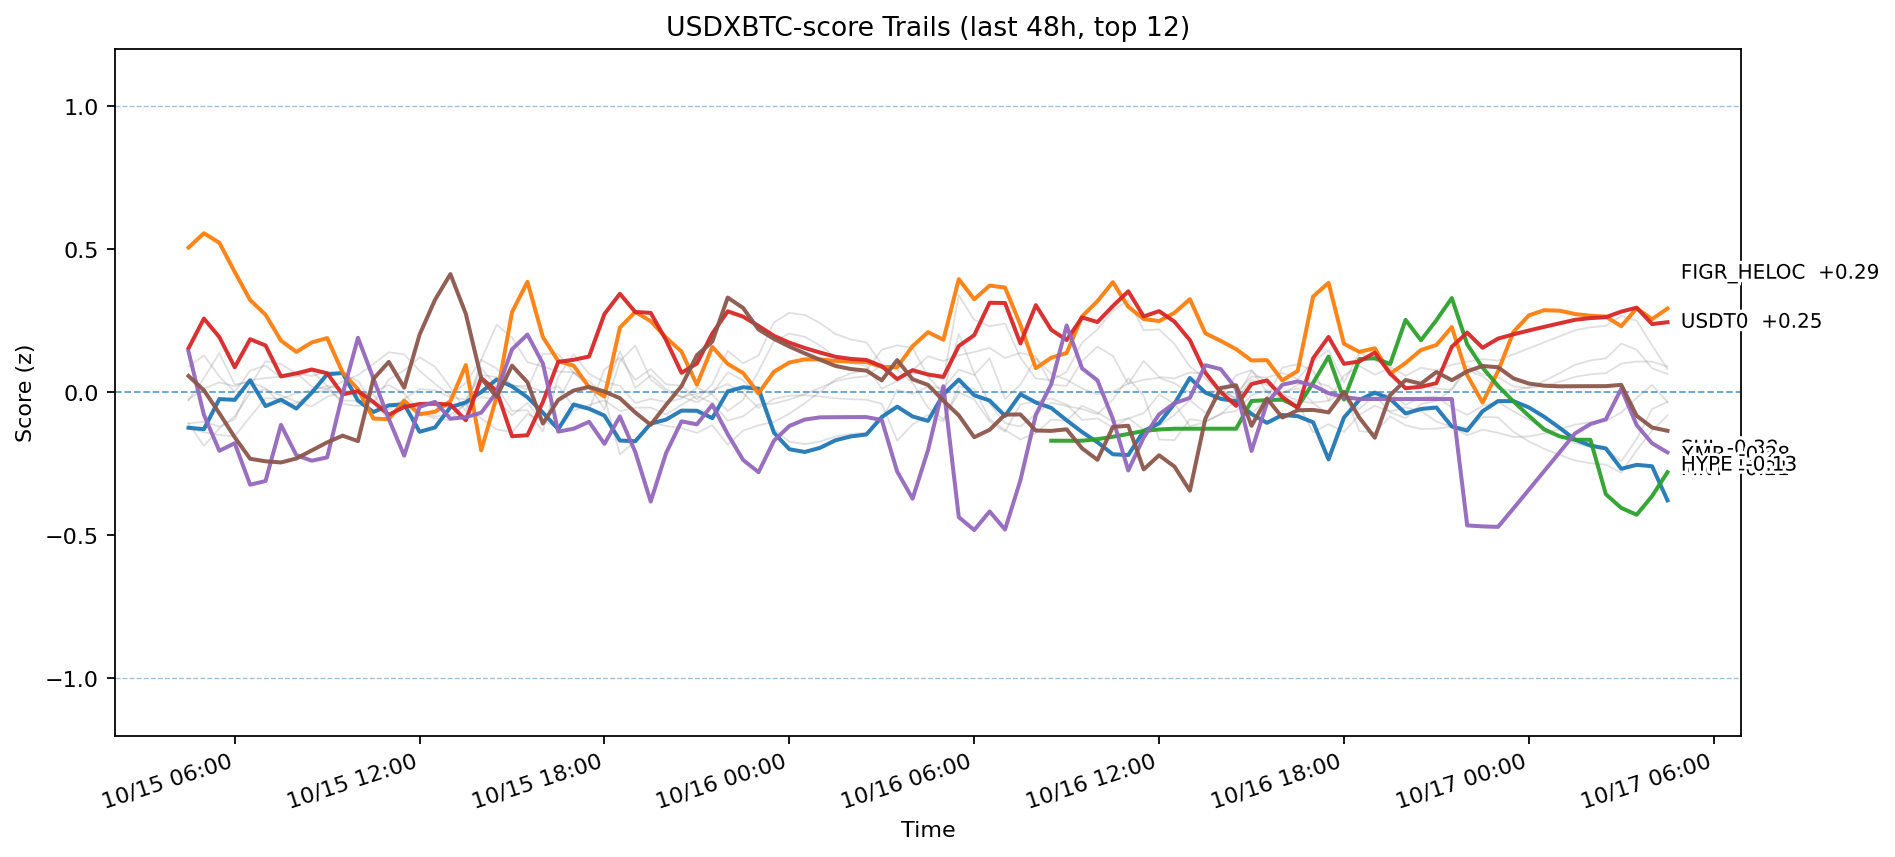 USDXBTC-score Trails (last 48h, top 12)
Score (z)
1.0
0.5
0.0
−0.5
−1.0
FIGR_HELOC +0.29
USDT0 +0.25
HYPE -0.13
10/15 06:00
10/15 12:00
10/15 18:00
10/16 00:00
10/16 06:00
10/16 12:00
10/16 18:00
10/17 00:00
10/17 06:00
Time